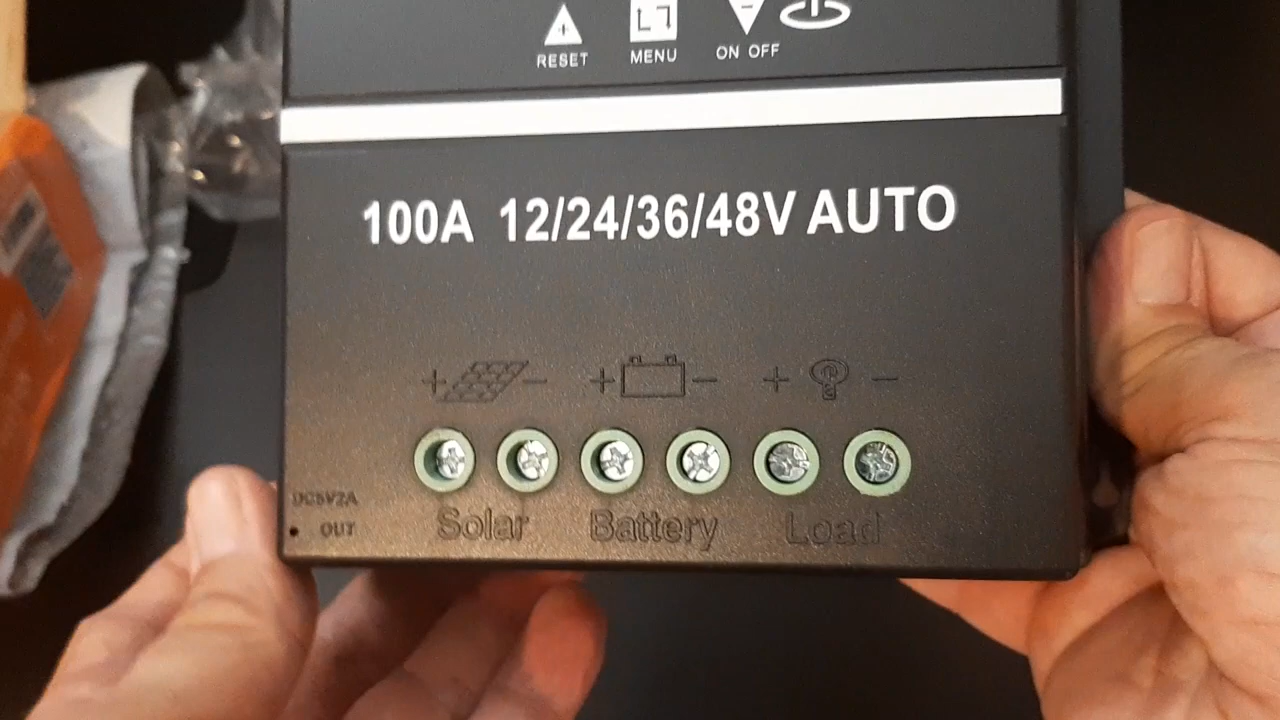 RESET MENU ON OFF
100A 12/24/36/48V AUTO
+ - + - + -
DC5V2A
OUT
Solar Battery Load